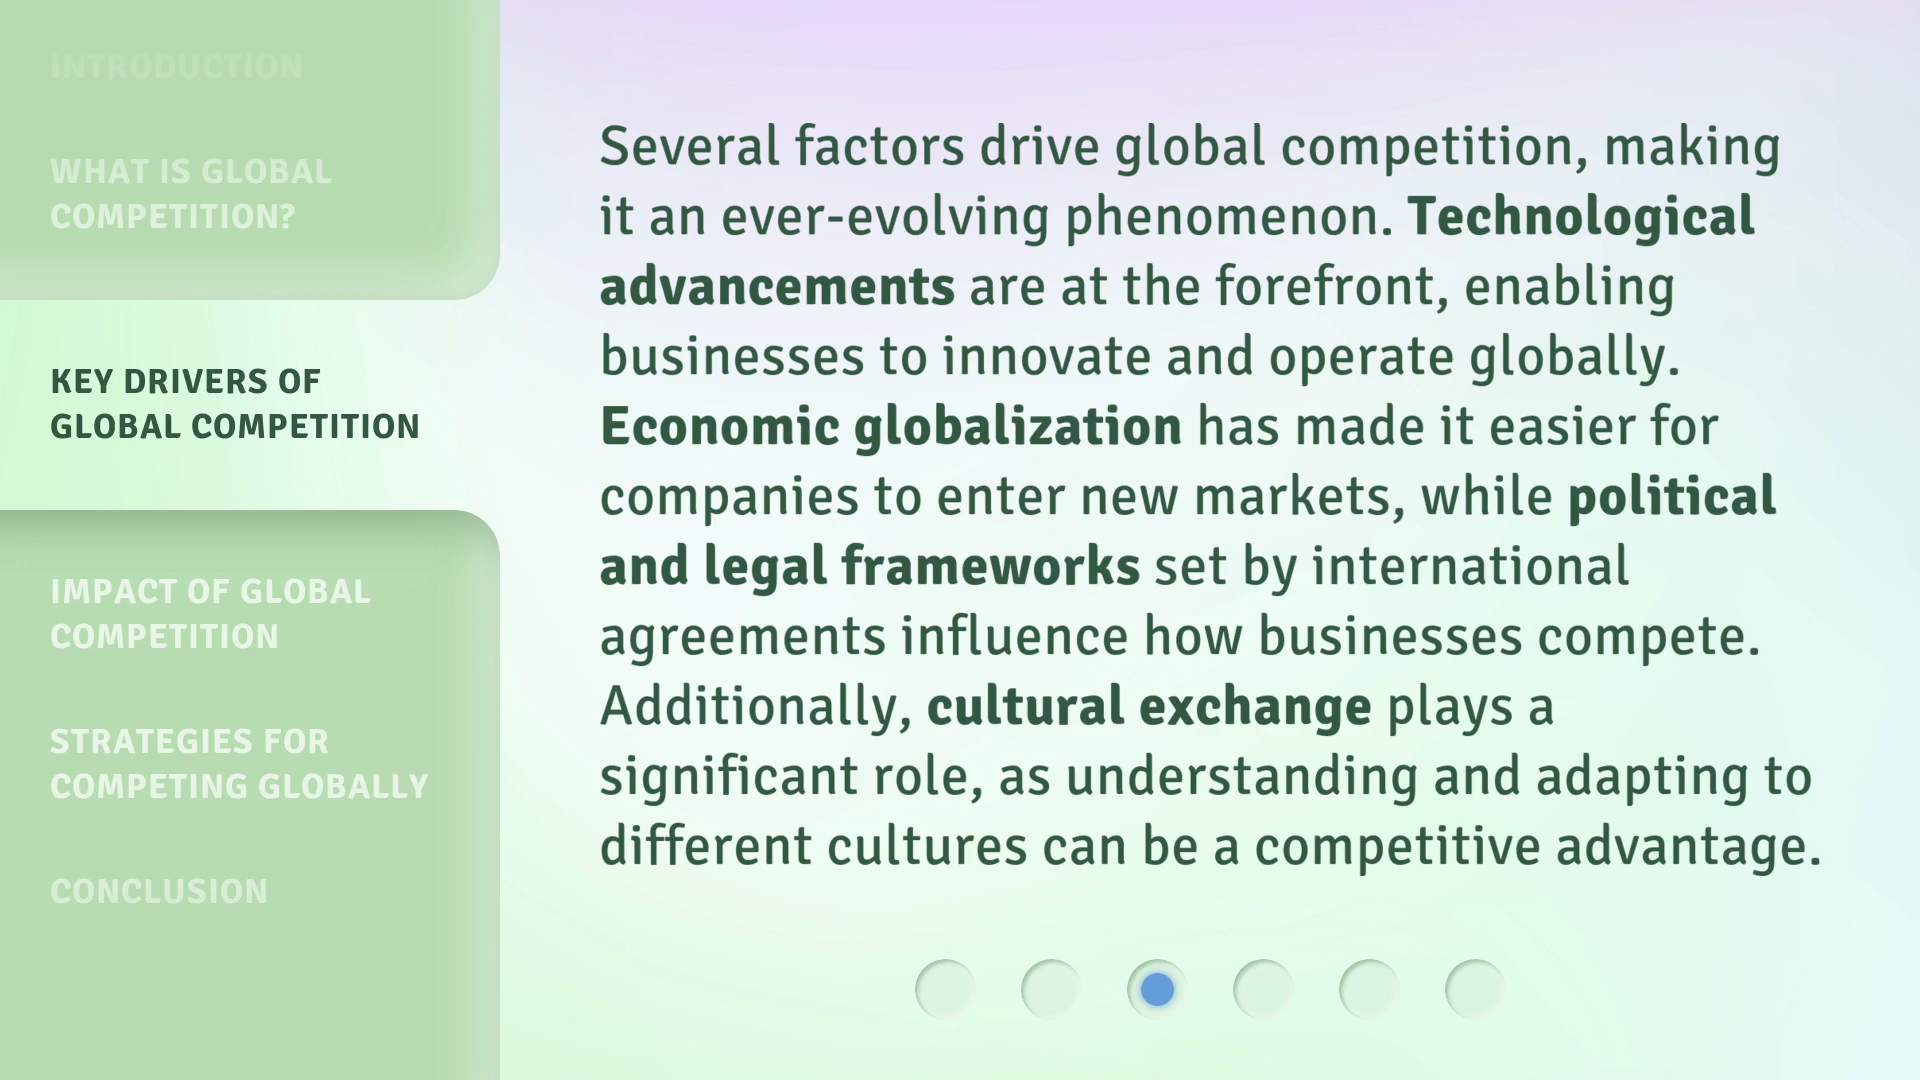 INTRODUCTION
WHAT IS GLOBAL
COMPETITION?
KEY DRIVERS OF
GLOBAL COMPETITION
IMPACT OF GLOBAL
COMPETITION
STRATEGIES FOR
COMPETING GLOBALLY
CONCLUSION
Several factors drive global competition, making
it an ever-evolving phenomenon. Technological
advancements are at the forefront, enabling
businesses to innovate and operate globally.
Economic globalization has made it easier for
companies to enter new markets, while political
and legal frameworks set by international
agreements influence how businesses compete.
Additionally, cultural exchange plays a
significant role, as understanding and adapting to
different cultures can be a competitive advantage.